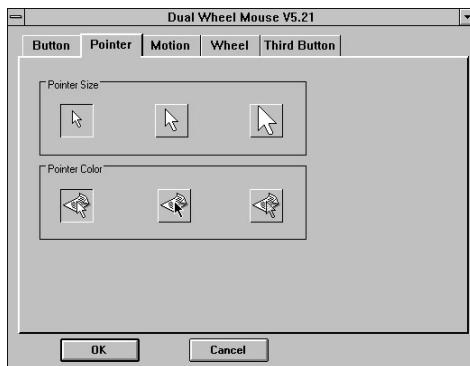 Dual Wheel Mouse V5.21
Button Pointer Motion Wheel Third Button
Pointer Size
Pointer Color
OK Cancel